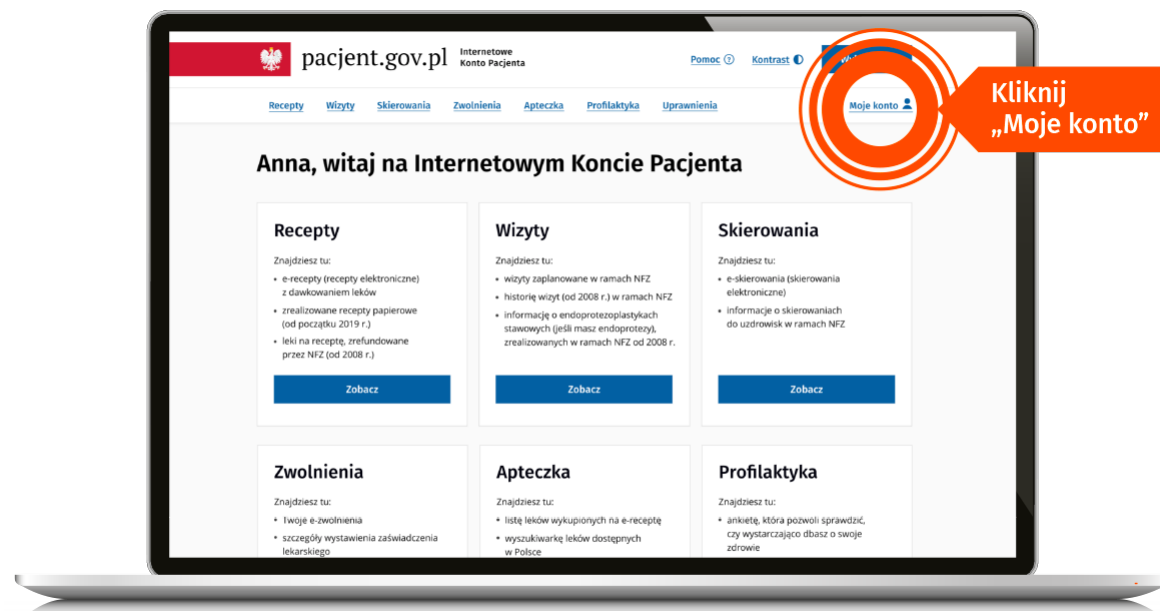 pacjent.gov.pl
Internetowe
Konto Pacjenta
Pomoc
Kontrast
Recepty Wizyty Skierowania Zwolnienia Apteczka Profilaktyka Uprawnienia Moje konto
Kliknij
„Moje konto”
Anna, witaj na Internetowym Koncie Pacjenta
Recepty
Znajdziesz tu:
• e-recepty (recepty elektroniczne)
z dawkowaniem leków
• zrealizowane recepty papierowe
(od początku 2019 r.)
• leki na receptę, zrefundowane
przez NFZ (od 2008 r.)
Zobacz
Wizyty
Znajdziesz tu:
• wizyty zaplanowane w ramach NFZ
• historię wizyt (od 2008 r.) w ramach NFZ
• informację o endoprotezoplastykach
stawowych (jeśli masz endoprotezy),
zrealizowanych w ramach NFZ od 2008 r.
Zobacz
Skierowania
Znajdziesz tu:
• e-skierowania (skierowania
elektroniczne)
• informacje o skierowaniach
do uzdrowisk w ramach NFZ
Zobacz
Zwolnienia
Znajdziesz tu:
• Twoje e-zwolnienia
• szczegóły wystawienia zaświadczenia
lekarskiego
Apteczka
Znajdziesz tu:
• listę leków wykupionych na e-receptę
• wyszukiwarkę leków dostępnych
w Polsce
Profilaktyka
Znajdziesz tu:
• ankietę, która pozwoli sprawdzić,
czy wystarczająco dbasz o swoje
zdrowie